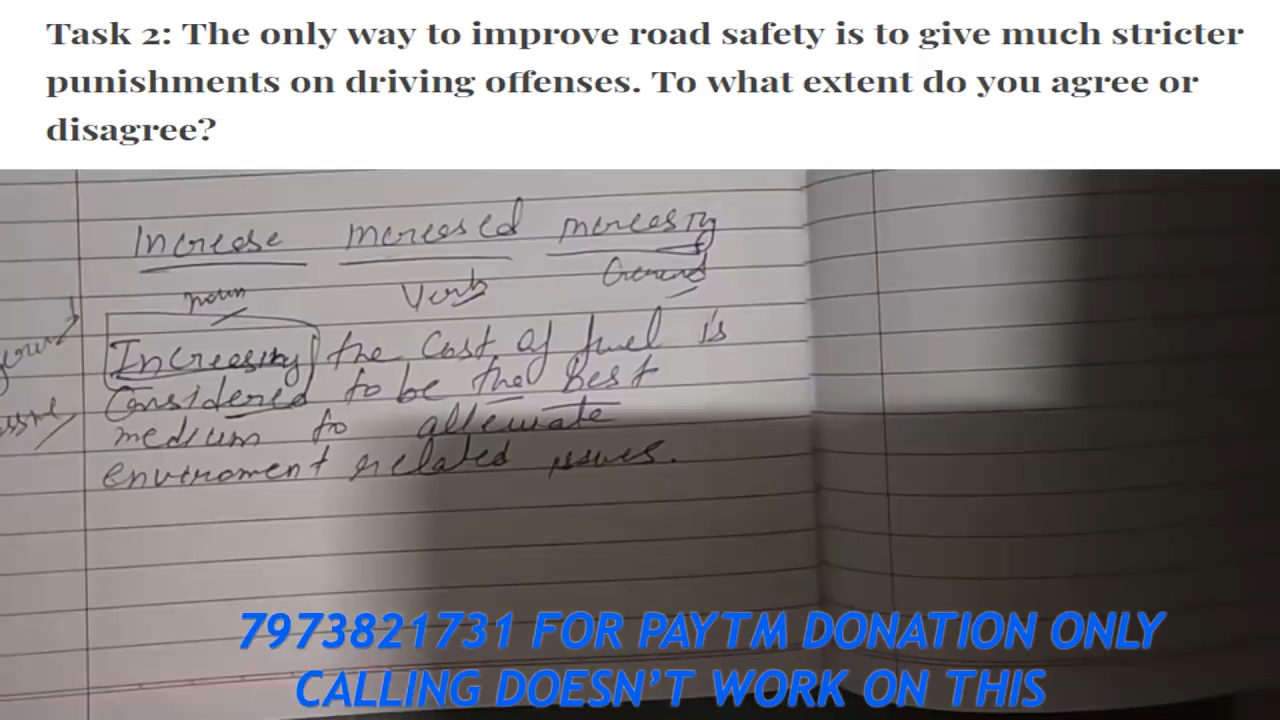 Task 2: The only way to improve road safety is to give much stricter
punishments on driving offenses. To what extent do you agree or
disagree?
Increase increased increasing
noun Verb Gerund
Increasing the cost of fuel is
Considered to be the best
medium to alleviate
enviroment related issues.
7973821731 FOR PAYTM DONATION ONLY
CALLING DOESN'T WORK ON THIS